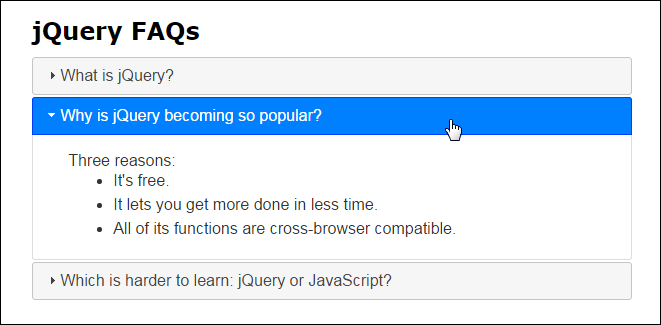 jQuery FAQs
What is jQuery?
Why is jQuery becoming so popular?
Three reasons:
It's free.
It lets you get more done in less time.
All of its functions are cross-browser compatible.
Which is harder to learn: jQuery or JavaScript?